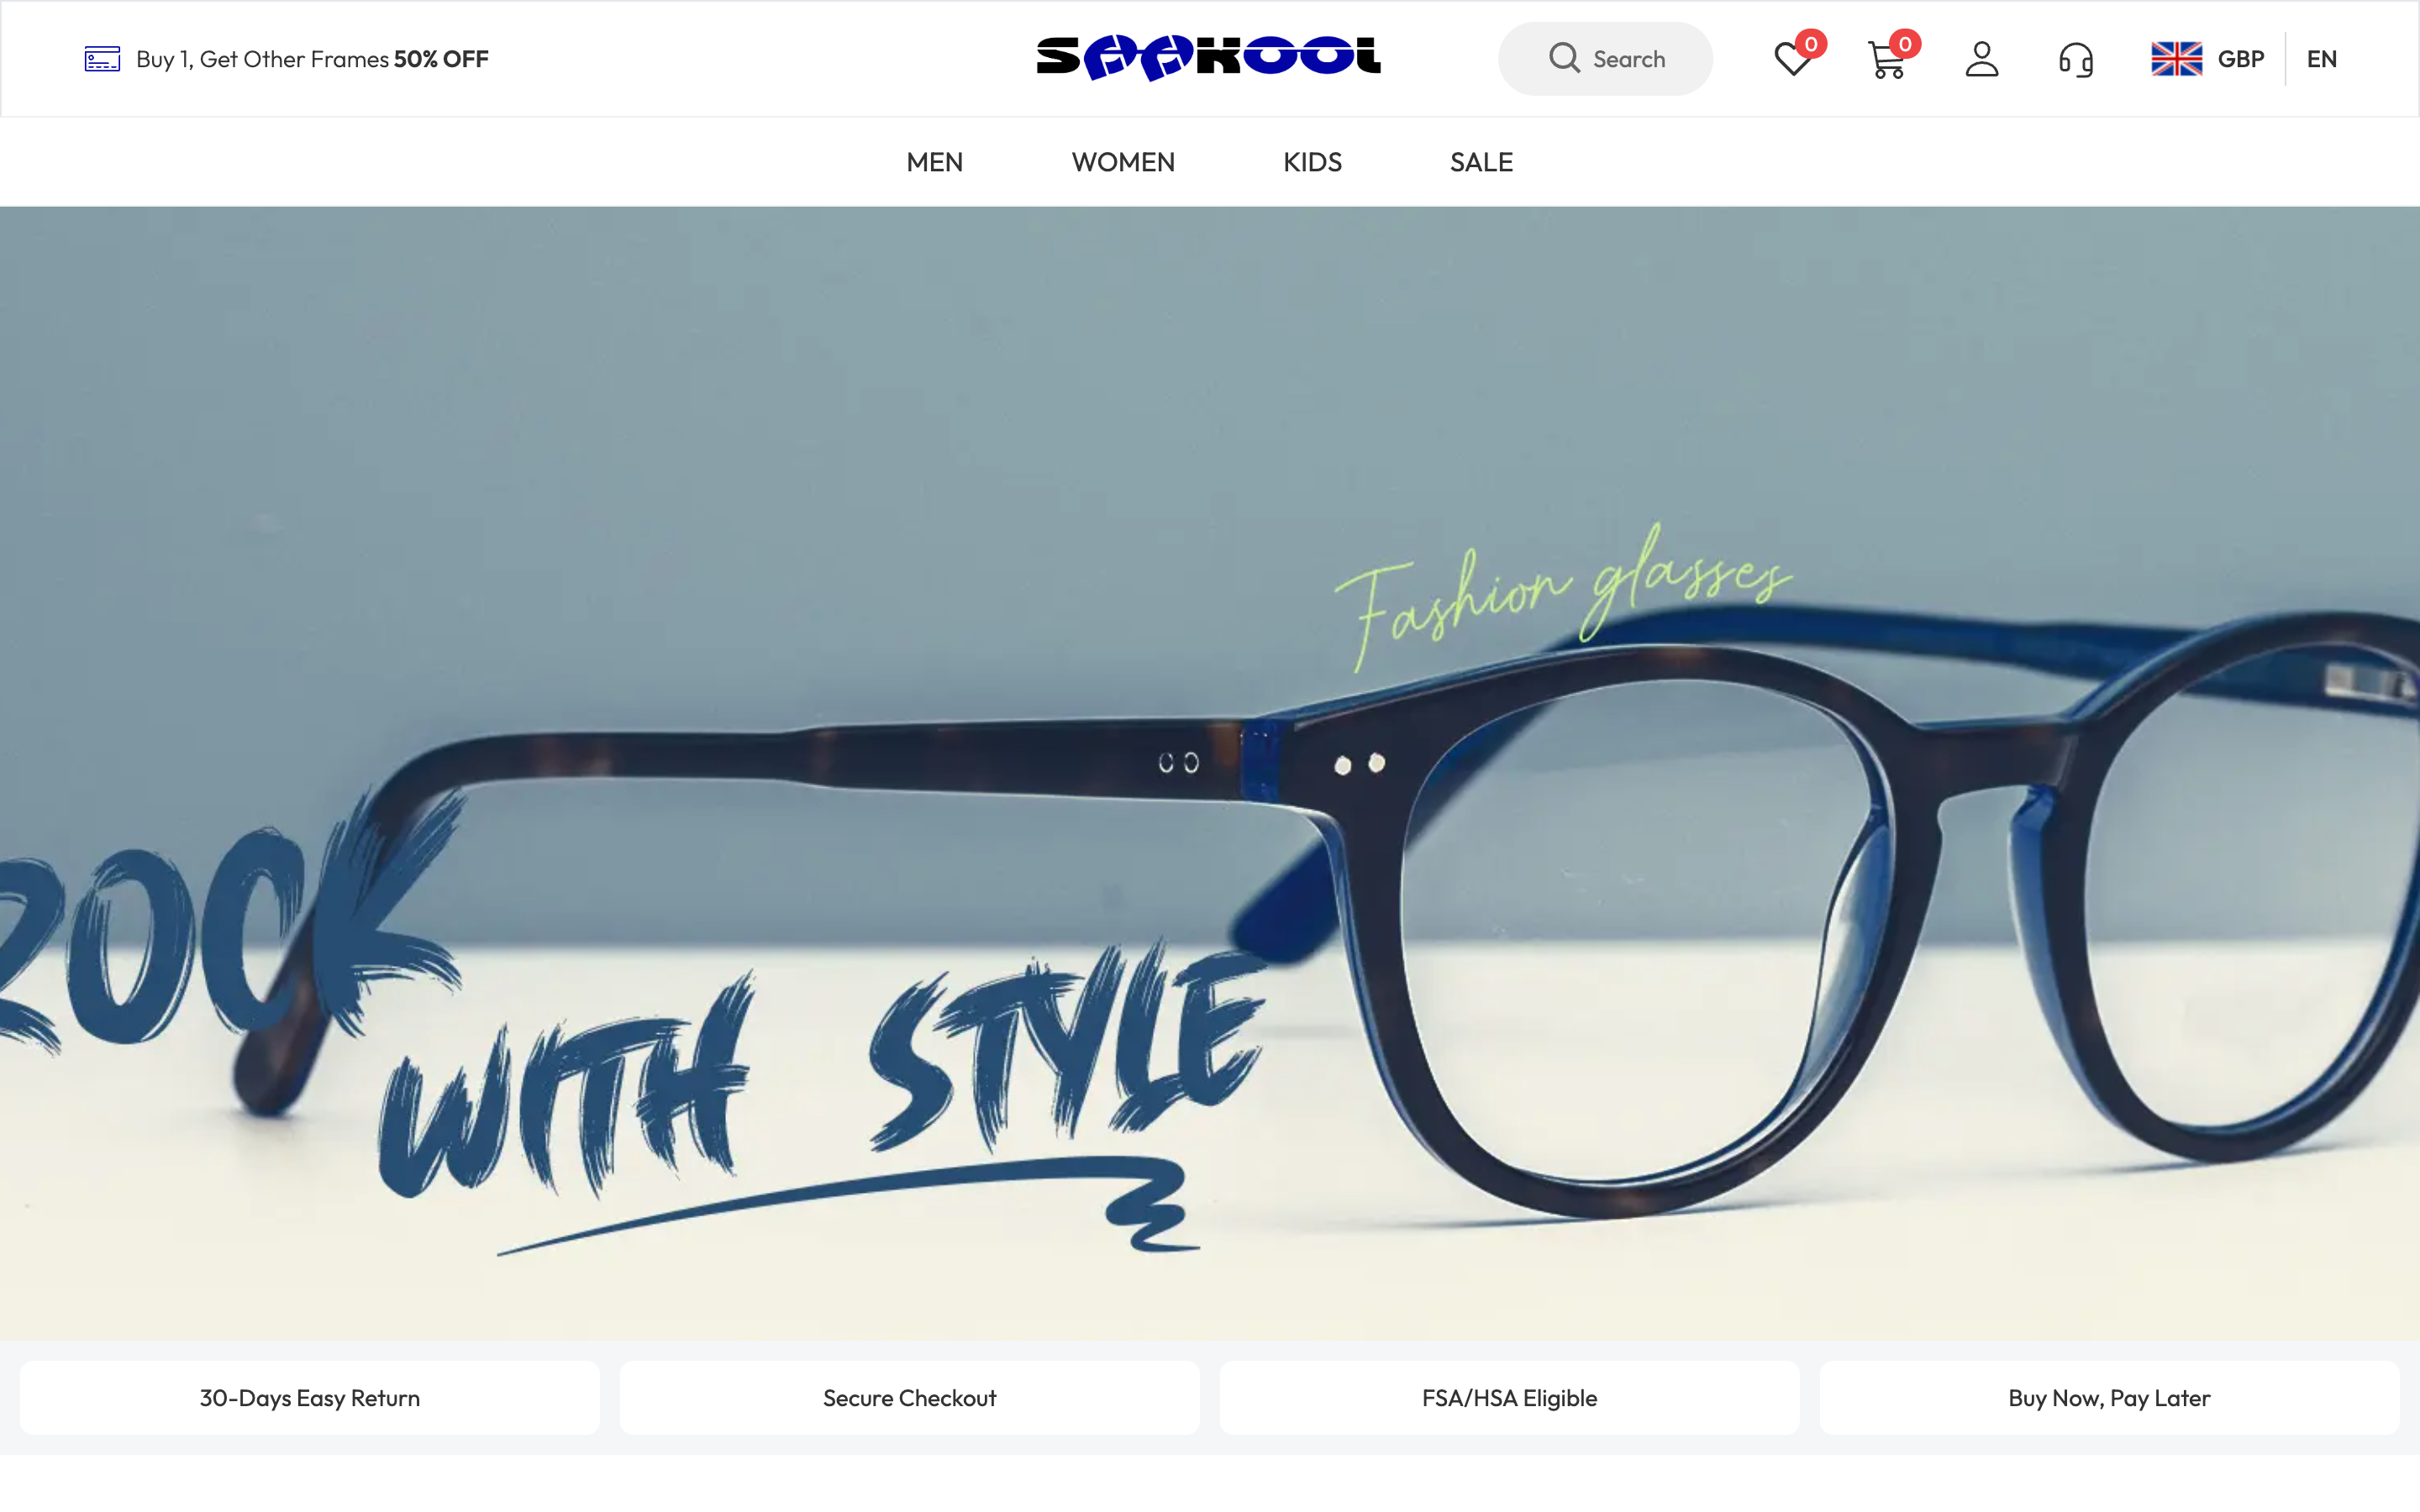 Buy 1, Get Other Frames 50% OFF
SEEKOOL
Search
0
0
GBP
EN
MEN
WOMEN
KIDS
SALE
Fashion glasses
ROCK
WITH STYLE
30-Days Easy Return
Secure Checkout
FSA/HSA Eligible
Buy Now, Pay Later